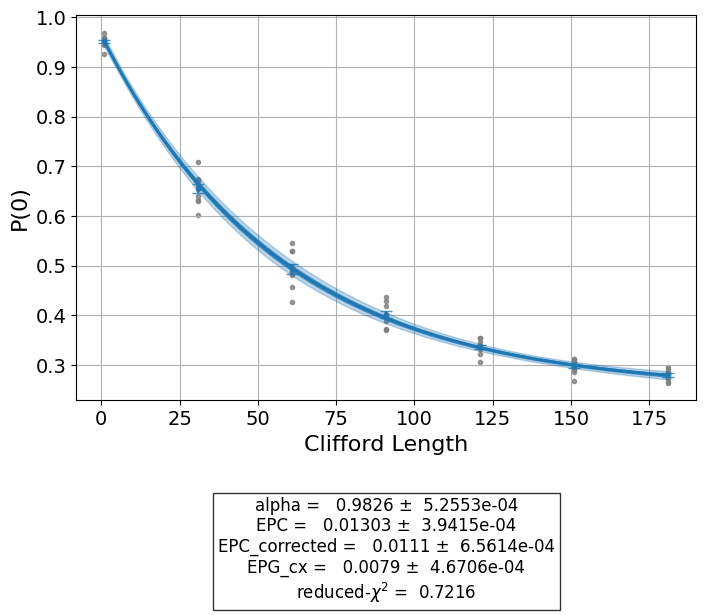 1.0
0.9
0.8
0.7
0.6
0.5
0.4
0.3
P(0)
0 25 50 75 100 125 150 175
Clifford Length
alpha = 0.9826 ± 5.2553e-04
EPC = 0.01303 ± 3.9415e-04
EPC_corrected = 0.0111 ± 6.5614e-04
EPG_cx = 0.0079 ± 4.6706e-04
reduced-χ² = 0.7216